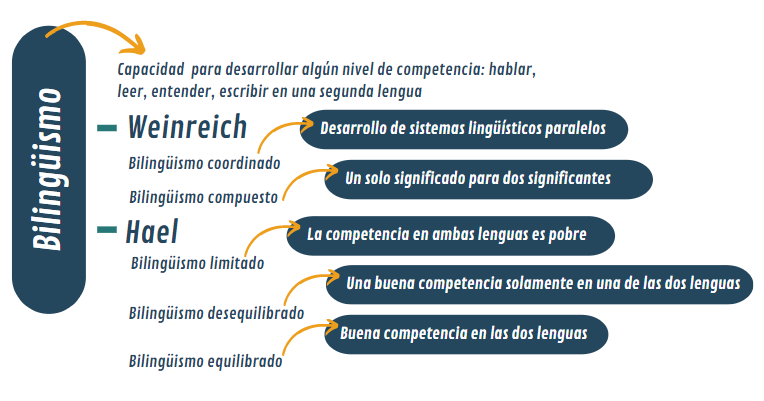 Bilingüismo
Capacidad para desarrollar algún nivel de competencia: hablar,
leer, entender, escribir en una segunda lengua
Weinreich
Desarrollo de sistemas lingüísticos paralelos
Bilingüismo coordinado
Un solo significado para dos significantes
Bilingüismo compuesto
Hael
La competencia en ambas lenguas es pobre
Bilingüismo limitado
Una buena competencia solamente en una de las dos lenguas
Bilingüismo desequilibrado
Buena competencia en las dos lenguas
Bilingüismo equilibrado